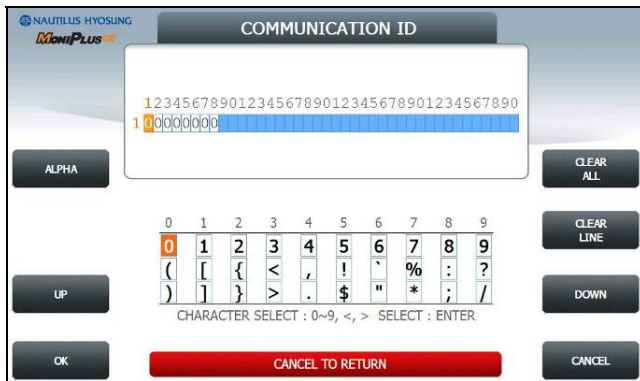 NAUTILUS HYOSUNG
MoniPlus CE
COMMUNICATION ID
1234567890123456789012345678901234567890
1 00000000
ALPHA
CLEAR ALL
0 1 2 3 4 5 6 7 8 9
0 1 2 3 4 5 6 7 8 9
( [ { < , ! ` % : ?
) ] } > . $ " * ; /
CLEAR LINE
UP
DOWN
CHARACTER SELECT : 0~9, <, > SELECT : ENTER
OK
CANCEL TO RETURN
CANCEL